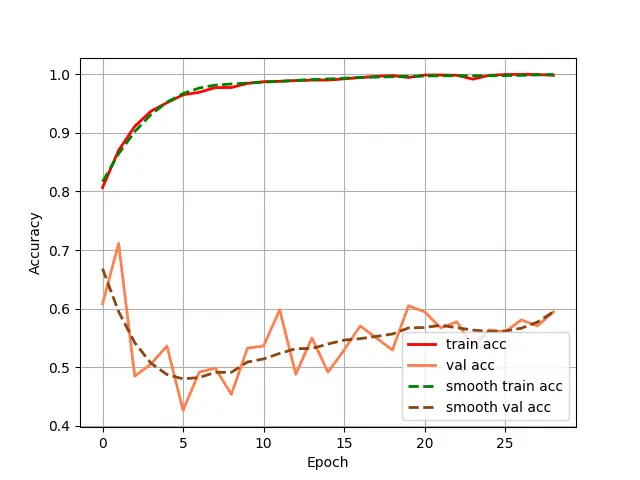 1.0
0.9
0.8
0.7
0.6
0.5
0.4
Accuracy
0 5 10 15 20 25
Epoch
train acc
val acc
smooth train acc
smooth val acc